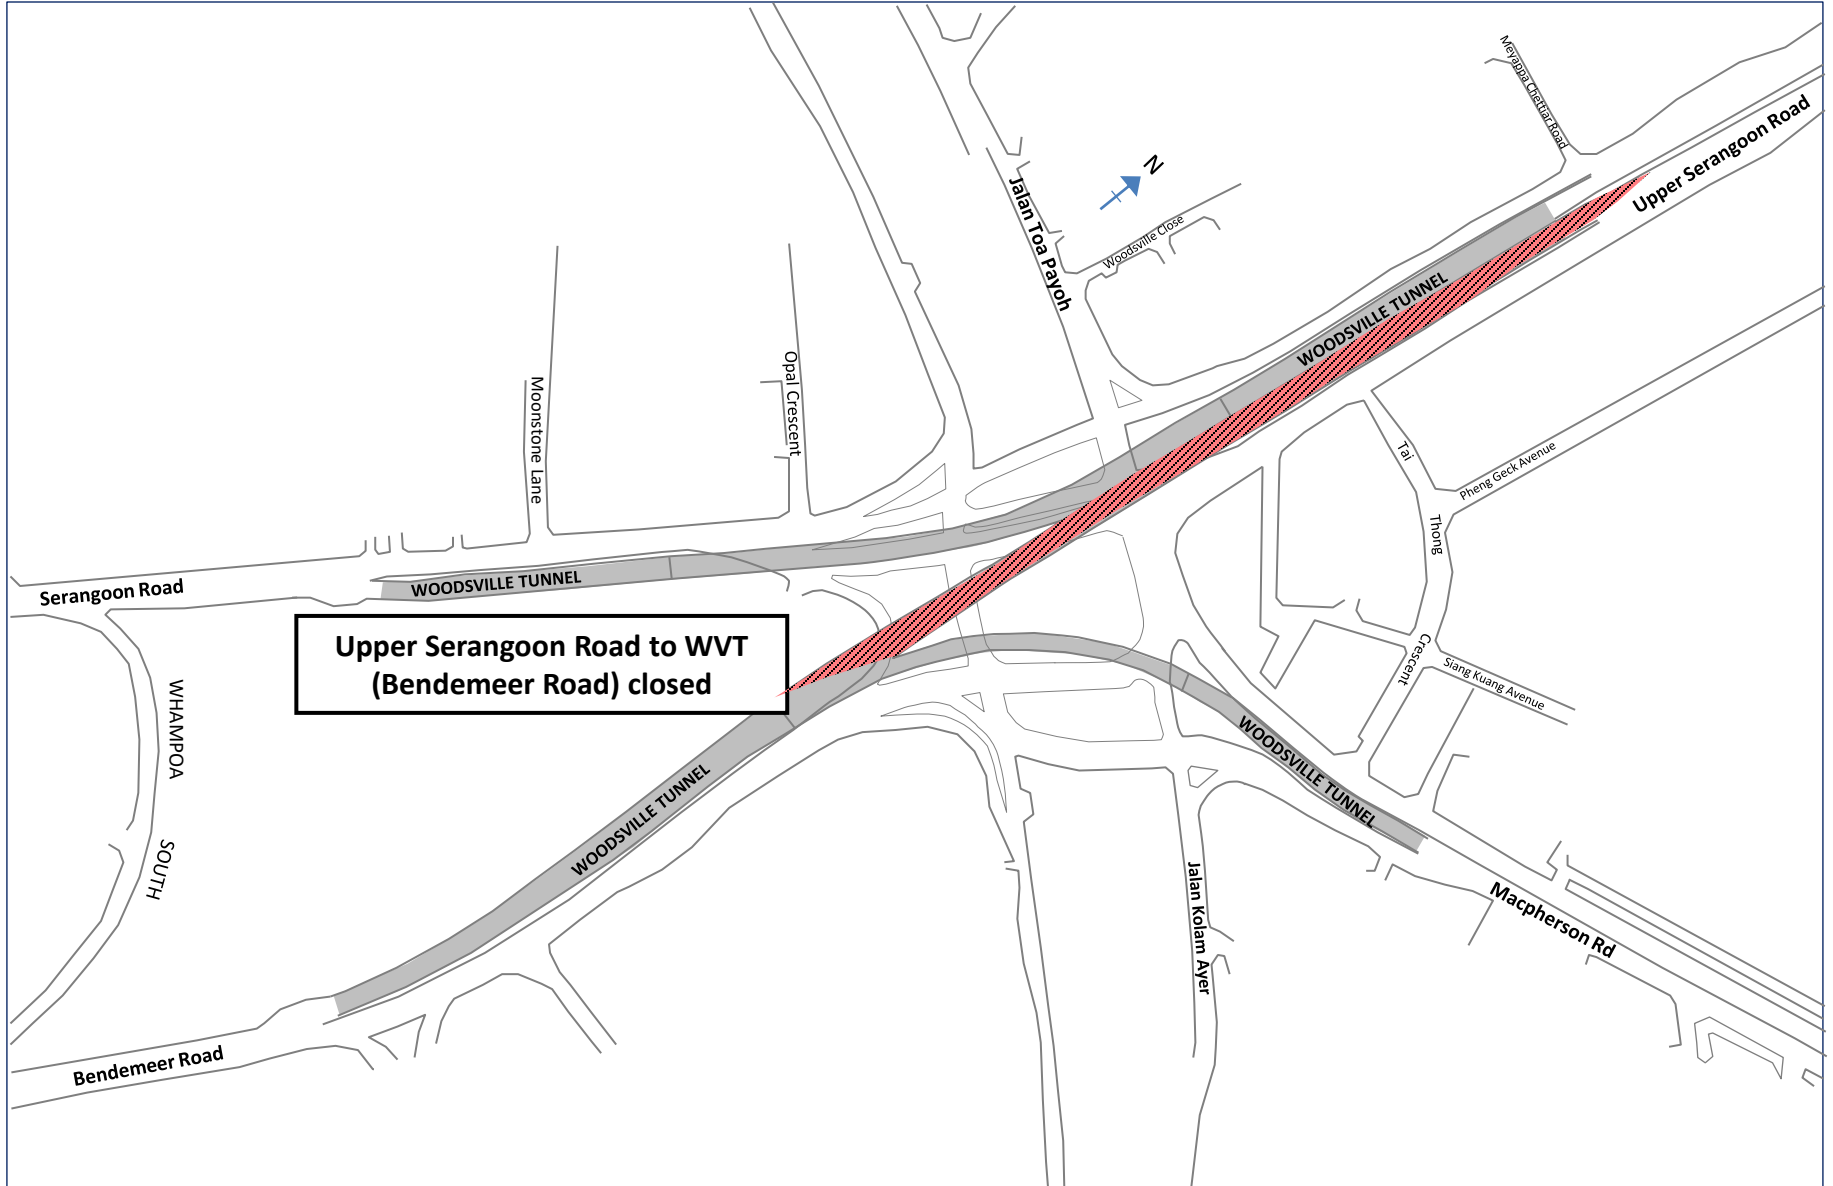 Meyappa Chettiar Road
Upper Serangoon Road
N
Jalan Toa Payoh
Woodsville Close
WOODSVILLE TUNNEL
Opal Crescent
Moonstone Lane
Tai
Thong
Crescent
Pheng Geck Avenue
Serangoon Road
WOODSVILLE TUNNEL
Upper Serangoon Road to WVT
(Bendemeer Road) closed
Siang Kuang Avenue
WHAMPOA
SOUTH
WOODSVILLE TUNNEL
WOODSVILLE TUNNEL
Jalan Kolam Ayer
Macpherson Rd
Bendemeer Road